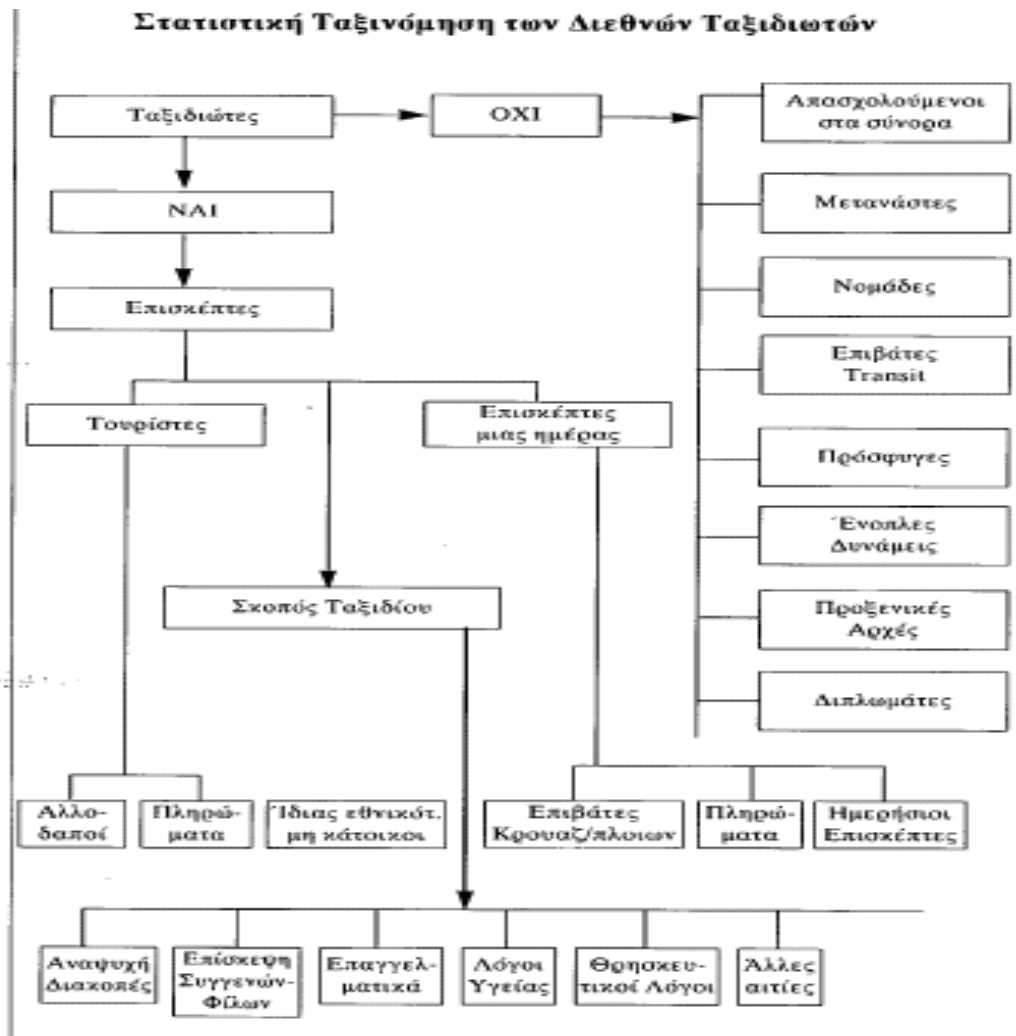 Στατιστική Ταξινόμηση των Διεθνών Ταξιδιωτών
Ταξιδιώτες
ΟΧΙ
Απασχολούμενοι
στα σύνορα
ΝΑΙ
Μετανάστες
Επισκέπτες
Νομάδες
Επιβάτες
Transit
Τουρίστες
Επισκέπτες
μιας ημέρας
Πρόσφυγες
Ένοπλες
Δυνάμεις
Σκοπός Ταξιδίου
Προξενικές
Αρχές
Διπλωμάτες
Αλλο-
δαποί
Πληρώ-
ματα
Ίδιας εθνικότ.
μη κάτοικοι
Επιβάτες
Κρουαζ/πλοιων
Πληρώ-
ματα
Ημερήσιοι
Επισκέπτες
Αναψυχή
Διακοπές
Επίσκεψη
Συγγενών-
Φίλων
Επαγγελ-
ματικά
Λόγοι
Υγείας
Θρησκευ-
τικοί Λόγοι
Άλλες
αιτίες